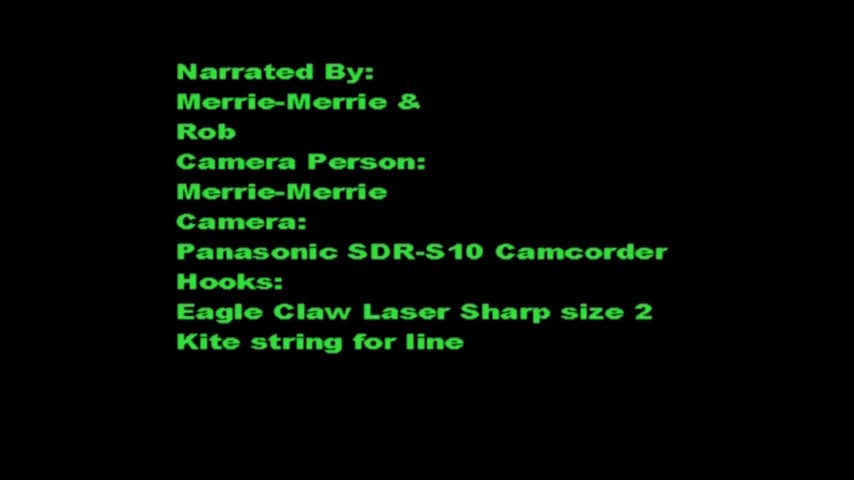 Narrated By:
Merrie-Merrie &
Rob
Camera Person:
Merrie-Merrie
Camera:
Panasonic SDR-S10 Camcorder
Hooks:
Eagle Claw Laser Sharp size 2
Kite string for line